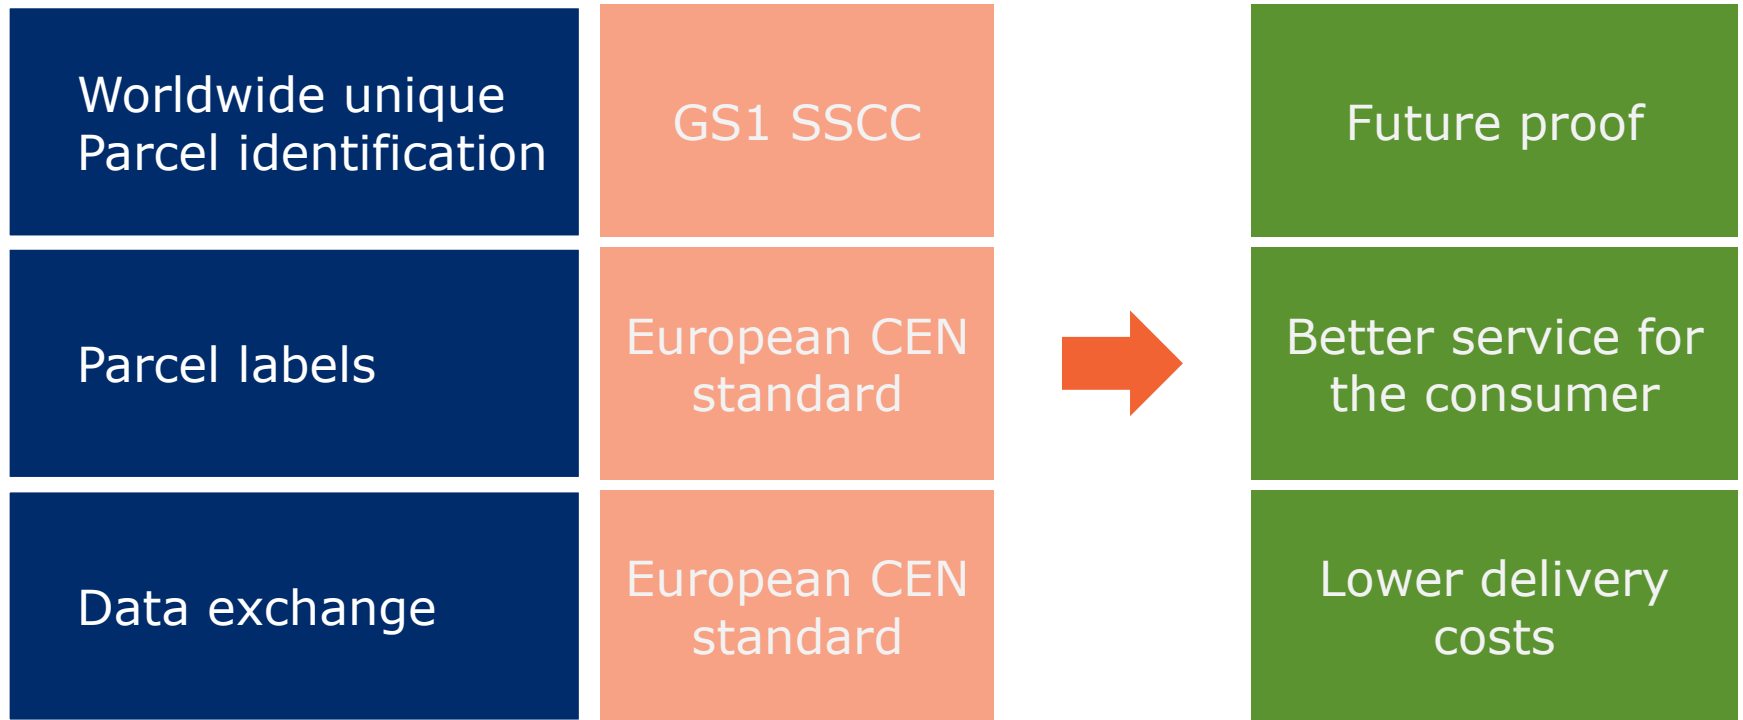 Worldwide unique
Parcel identification
GS1 SSCC
Future proof
Parcel labels
European CEN
standard
Better service for
the consumer
Data exchange
European CEN
standard
Lower delivery
costs